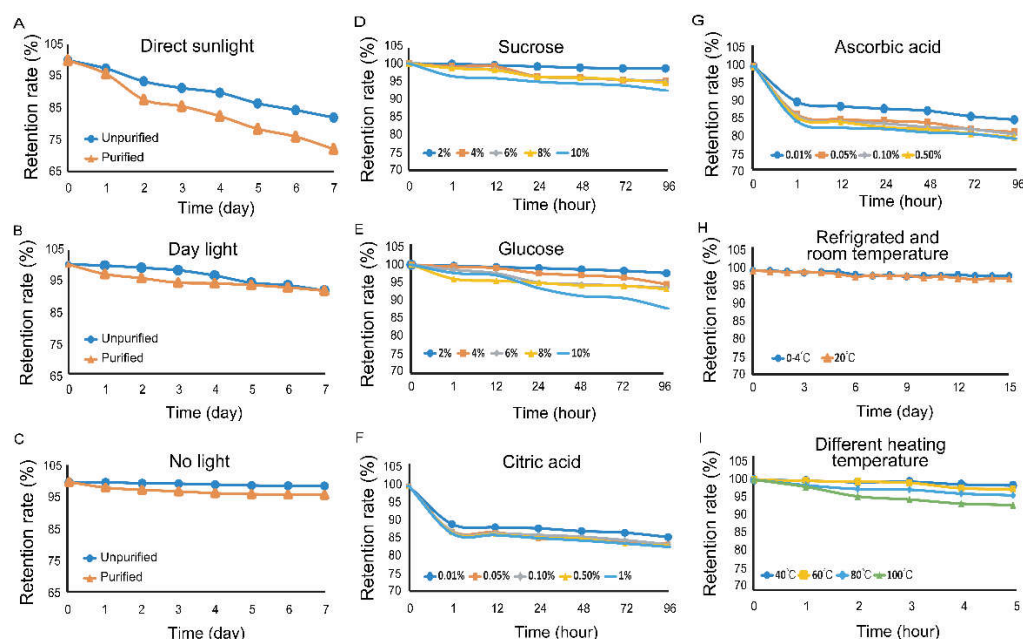 A
Direct sunlight
Retention rate (%)
105
95
85
75
65
Unpurified
Purified
0 1 2 3 4 5 6 7
Time (day)
B
Day light
Retention rate (%)
105
95
85
75
65
Unpurified
Purified
0 1 2 3 4 5 6 7
Time (day)
C
No light
Retention rate (%)
105
95
85
75
65
Unpurified
Purified
0 1 2 3 4 5 6 7
Time (day)
D
Sucrose
Retention rate (%)
105
100
95
90
85
80
75
70
2% 4% 6% 8% 10%
0 1 12 24 48 72 96
Time (hour)
E
Glucose
Retention rate (%)
105
100
95
90
85
80
75
70
2% 4% 6% 8% 10%
0 1 12 24 48 72 96
Time (hour)
F
Citric acid
Retention rate (%)
105
100
95
90
85
80
75
70
0.01% 0.05% 0.10% 0.50% 1%
0 1 12 24 48 72 96
Time (hour)
G
Ascorbic acid
Retention rate (%)
105
100
95
90
85
80
75
70
0.01% 0.05% 0.10% 0.50%
0 1 12 24 48 72 96
Time (hour)
H
Refrigrated and
room temperature
Retention rate (%)
105
100
95
90
85
80
75
70
0-4°C 20°C
0 3 6 9 12 15
Time (day)
I
Different heating
temperature
Retention rate (%)
105
100
95
90
85
80
75
70
40°C 60°C 80°C 100°C
0 1 2 3 4 5
Time (hour)